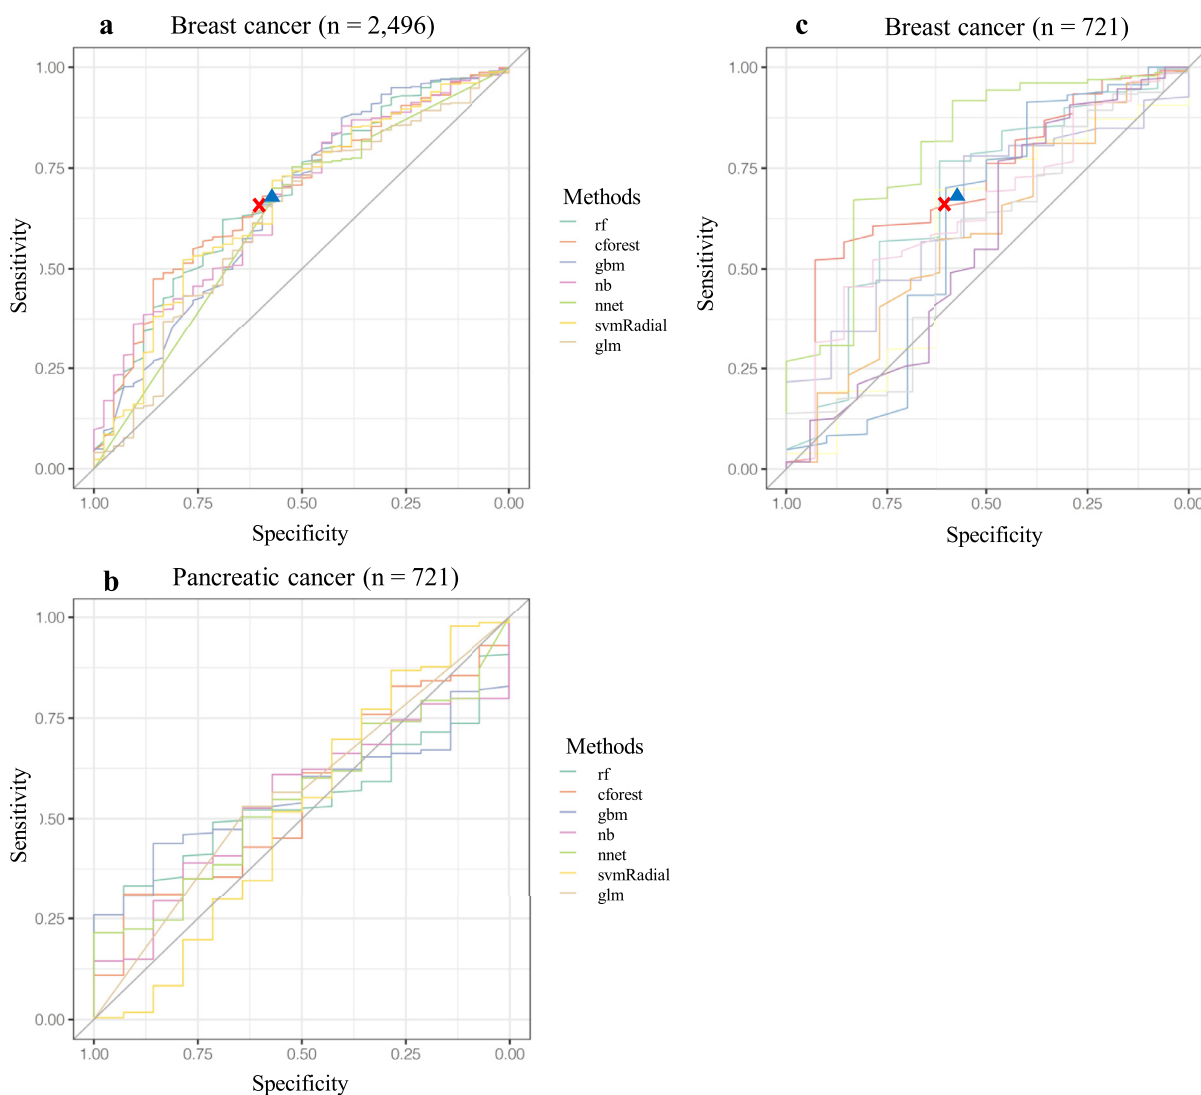 a
Breast cancer (n = 2,496)
1.00
0.75
1.50
0.25
0.00
Sensitivity
1.00
0.75
0.50
0.25
0.00
Specificity
Methods
rf
cforest
gbm
nb
nnet
svmRadial
glm
c
Breast cancer (n = 721)
1.00
0.75
0.50
0.25
0.00
Sensitivity
1.00
0.75
0.50
0.25
0.00
Specificity
b
Pancreatic cancer (n = 721)
1.00
0.75
1.50
0.25
0.00
Sensitivity
1.00
0.75
0.50
0.25
0.00
Specificity
Methods
rf
cforest
gbm
nb
nnet
svmRadial
glm